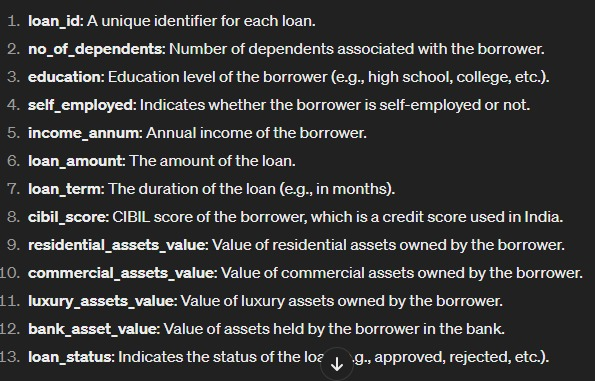 1. loan_id: A unique identifier for each loan.
2. no_of_dependents: Number of dependents associated with the borrower.
3. education: Education level of the borrower (e.g., high school, college, etc.).
4. self_employed: Indicates whether the borrower is self-employed or not.
5. income_annum: Annual income of the borrower.
6. loan_amount: The amount of the loan.
7. loan_term: The duration of the loan (e.g., in months).
8. cibil_score: CIBIL score of the borrower, which is a credit score used in India.
9. residential_assets_value: Value of residential assets owned by the borrower.
10. commercial_assets_value: Value of commercial assets owned by the borrower.
11. luxury_assets_value: Value of luxury assets owned by the borrower.
12. bank_asset_value: Value of assets held by the borrower in the bank.
13. loan_status: Indicates the status of the .g., approved, rejected, etc.).